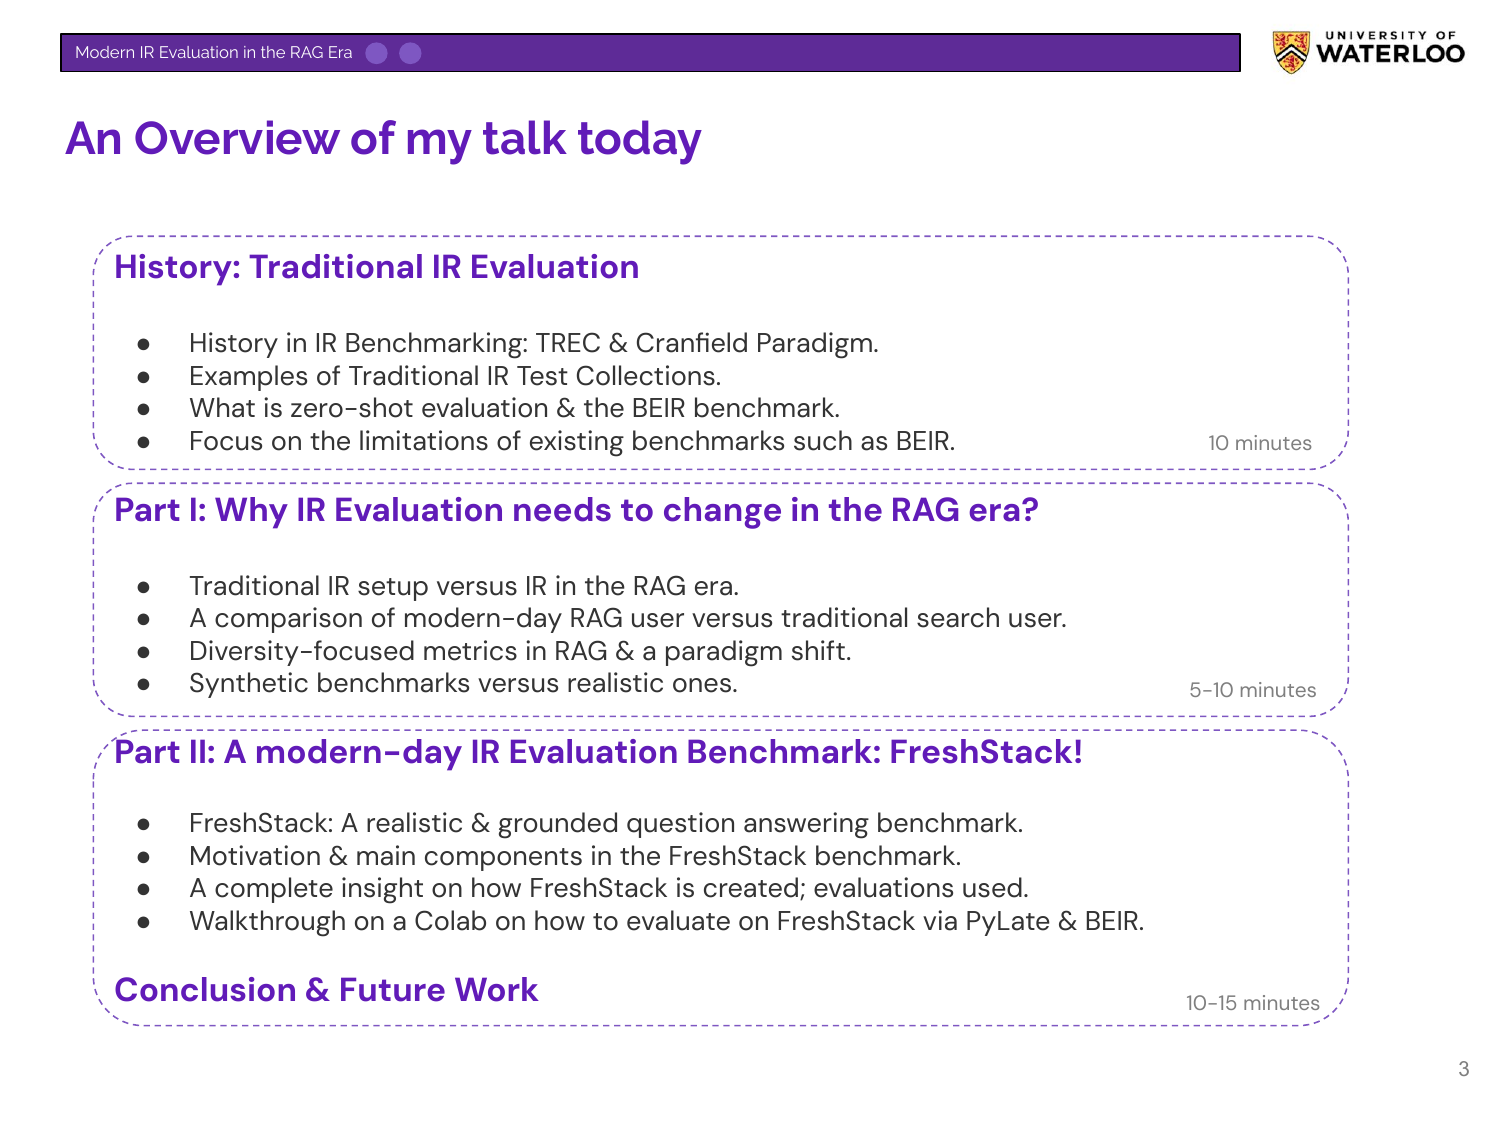 Modern IR Evaluation in the RAG Era
UNIVERSITY OF
WATERLOO
An Overview of my talk today
History: Traditional IR Evaluation
● History in IR Benchmarking: TREC & Cranfield Paradigm.
● Examples of Traditional IR Test Collections.
● What is zero-shot evaluation & the BEIR benchmark.
● Focus on the limitations of existing benchmarks such as BEIR.
10 minutes
Part I: Why IR Evaluation needs to change in the RAG era?
● Traditional IR setup versus IR in the RAG era.
● A comparison of modern-day RAG user versus traditional search user.
● Diversity-focused metrics in RAG & a paradigm shift.
● Synthetic benchmarks versus realistic ones.
5-10 minutes
Part II: A modern-day IR Evaluation Benchmark: FreshStack!
● FreshStack: A realistic & grounded question answering benchmark.
● Motivation & main components in the FreshStack benchmark.
● A complete insight on how FreshStack is created; evaluations used.
● Walkthrough on a Colab on how to evaluate on FreshStack via PyLate & BEIR.
Conclusion & Future Work
10-15 minutes
3